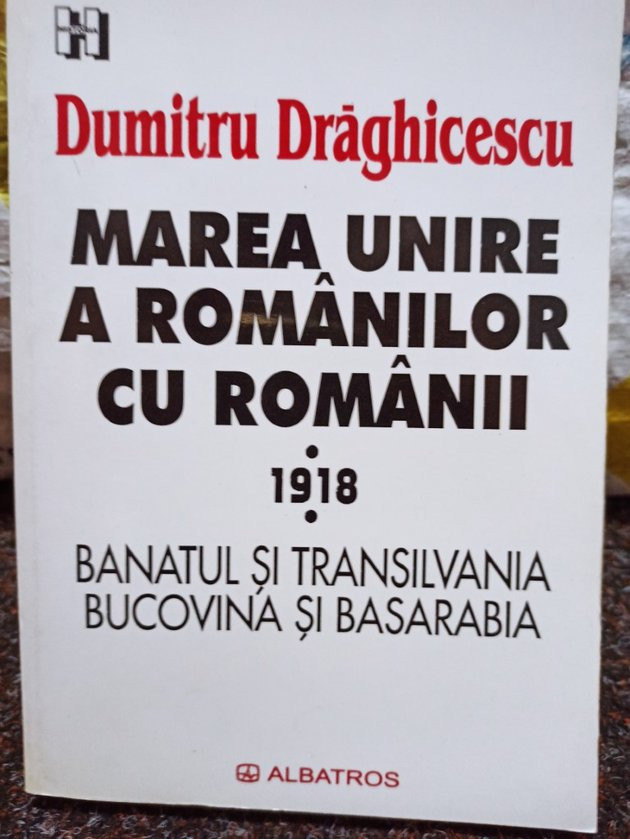 Dumitru Drăghicescu
MAREA UNIRE
A ROMÂNILOR
CU ROMÂNII
1918
BANATUL ȘI TRANSILVANIA
BUCOVINA ȘI BASARABIA
ALBATROS